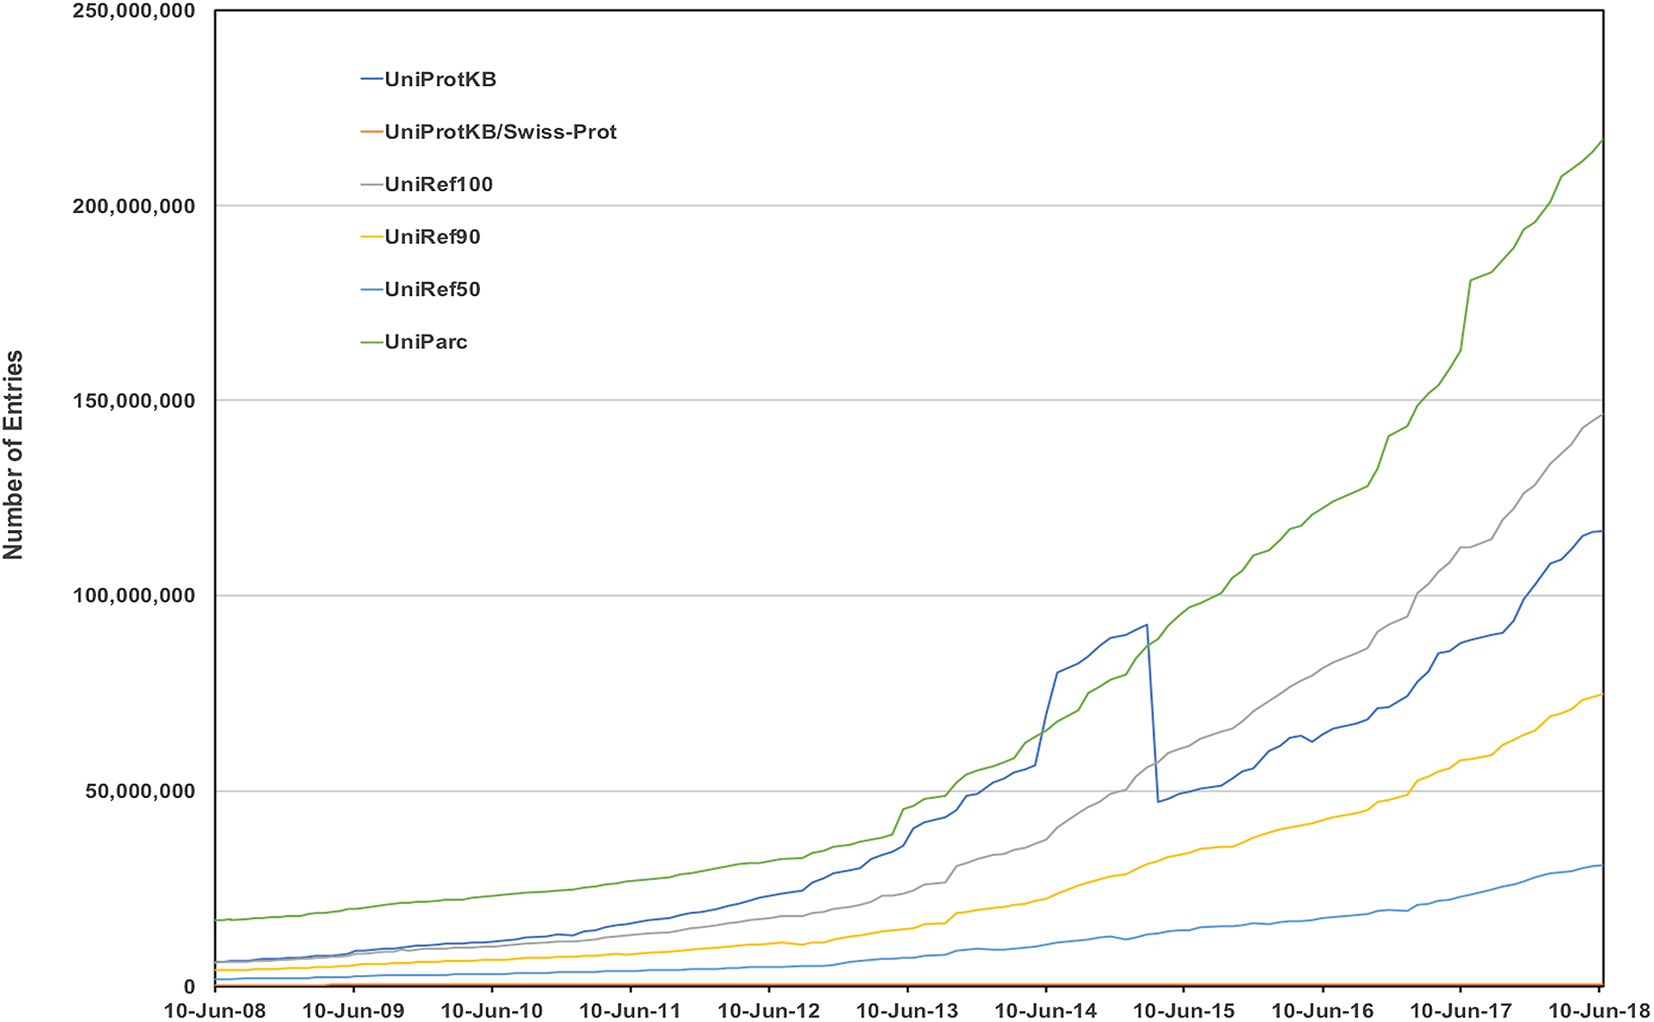 250,000,000
UniProtKB
UniProtKB/Swiss-Prot
UniRef100
200,000,000
UniRef90
UniRef50
UniParc
Number of Entries
150,000,000
100,000,000
50,000,000
0
10-Jun-08 10-Jun-09 10-Jun-10 10-Jun-11 10-Jun-12 10-Jun-13 10-Jun-14 10-Jun-15 10-Jun-16 10-Jun-17 10-Jun-18